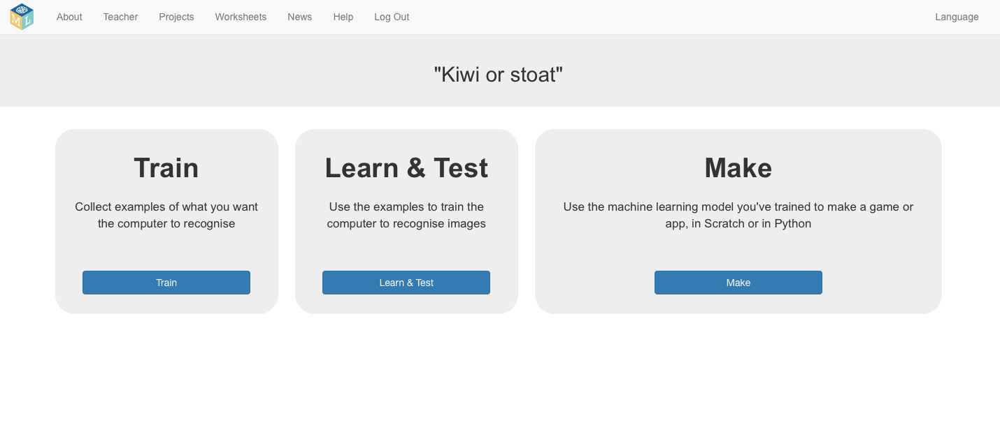 M L
About Teacher Projects Worksheets News Help Log Out Language
"Kiwi or stoat"
Train
Collect examples of what you want
the computer to recognise
Train
Learn & Test
Use the examples to train the
computer to recognise images
Learn & Test
Make
Use the machine learning model you've trained to make a game or
app, in Scratch or in Python
Make